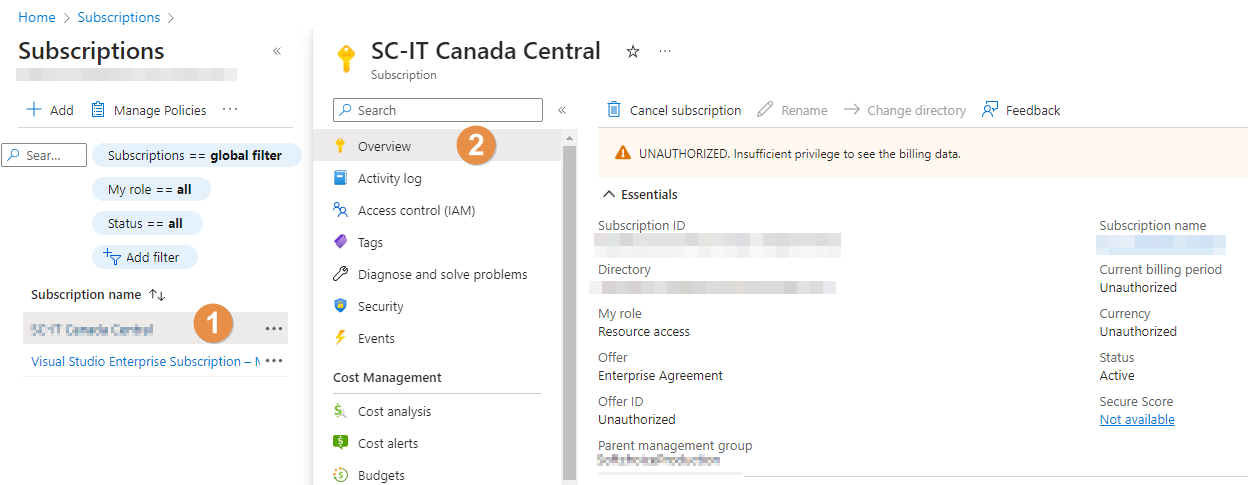 Home > Subscriptions >
Subscriptions
«
Add
Manage Policies
...
Sear...
Subscriptions == global filter
My role == all
Status == all
Add filter
Subscription name ↑↓
SC-IT Canada Central
1
...
Visual Studio Enterprise Subscription – N
...
SC-IT Canada Central
...
Subscription
Search
«
Overview
2
Activity log
Access control (IAM)
Tags
Diagnose and solve problems
Security
Events
Cost Management
Cost analysis
Cost alerts
Budgets
Cancel subscription
Rename
Change directory
Feedback
UNAUTHORIZED. Insufficient privilege to see the billing data.
Essentials
Subscription ID
Directory
My role
Resource access
Offer
Enterprise Agreement
Offer ID
Unauthorized
Parent management group
Subscription name
Current billing period
Unauthorized
Currency
Unauthorized
Status
Active
Secure Score
Not available